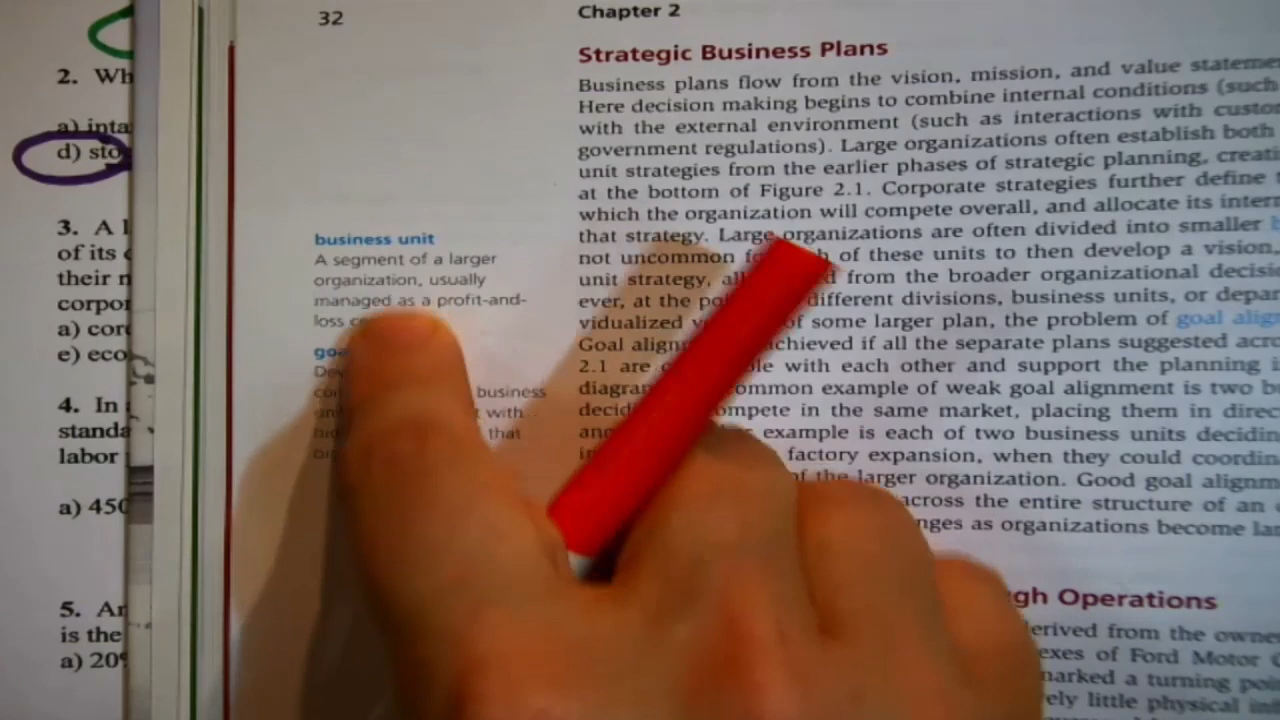 2. Wh
a) inta
d) sto
3. A
of its
their
corpor
a)
e) eco
4. In
standa
labor
a) 450
5. Ar
is the
a) 20%
32
business unit
A segment of a larger
organization, usually
managed as a profit-and-
loss
business
with
that
Chapter 2
Strategic Business Plans
Business plans flow from the vision, mission, and value stateme
Here decision making begins to combine internal conditions (such
with the external environment (such as interactions with custo
government regulations). Large organizations often establish both
unit strategies from the earlier phases of strategic planning, creati
at the bottom of Figure 2.1. Corporate strategies further define
which the organization will compete overall, and allocate its intern
that strategy. Large organizations are often divided into smaller
not uncommon of these units to then develop a vision,
unit strategy, from the broader organizational decisi
ever, at the different divisions, business units, or depar
of some larger plan, the problem of goal align
Goal achieved if all the separate plans suggested acro
2.1 are with each other and support the planning i
common example of weak goal alignment is two b
compete in the same market, placing them in direc
example is each of two business units decidin
factory expansion, when they could coordin
of the larger organization. Good goal alignm
across the entire structure of an
nges as organizations become lar
gh Operations
erived from the owne
exes of Ford Motor
marked a turning poi
ely little physical